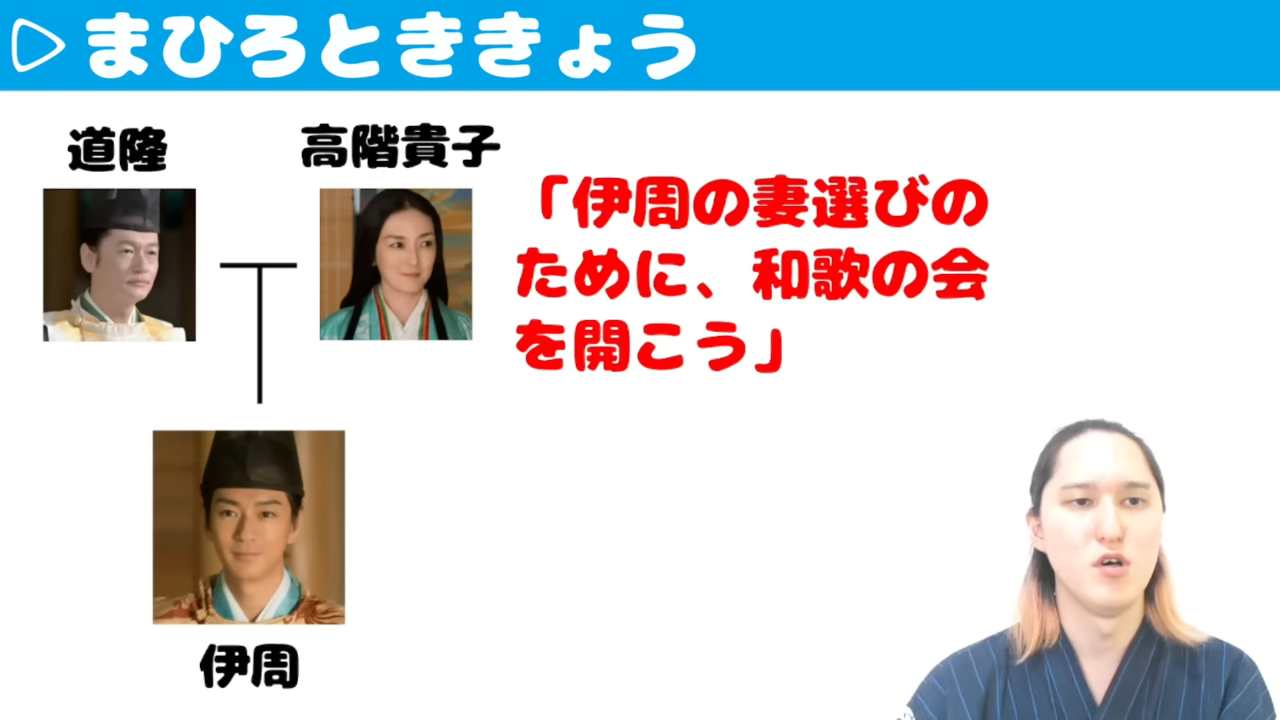 まひろとききょう
道隆
高階貴子
「伊周の妻選びの
ために、和歌の会
を開こう」
伊周